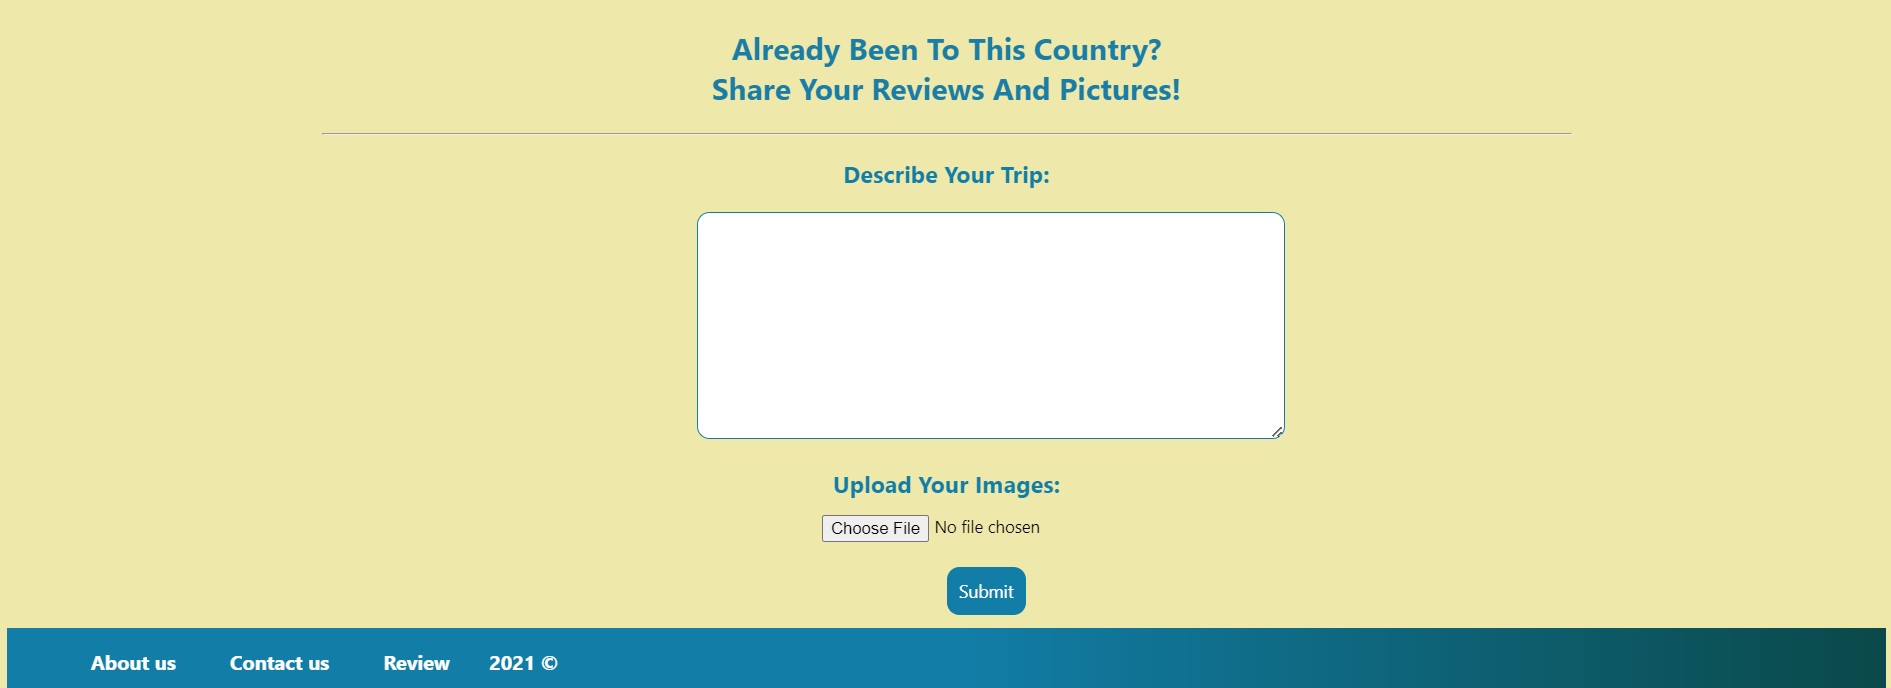 Already Been To This Country?
Share Your Reviews And Pictures!
Describe Your Trip:
Upload Your Images:
Choose File No file chosen
Submit
About us Contact us Review 2021 ©